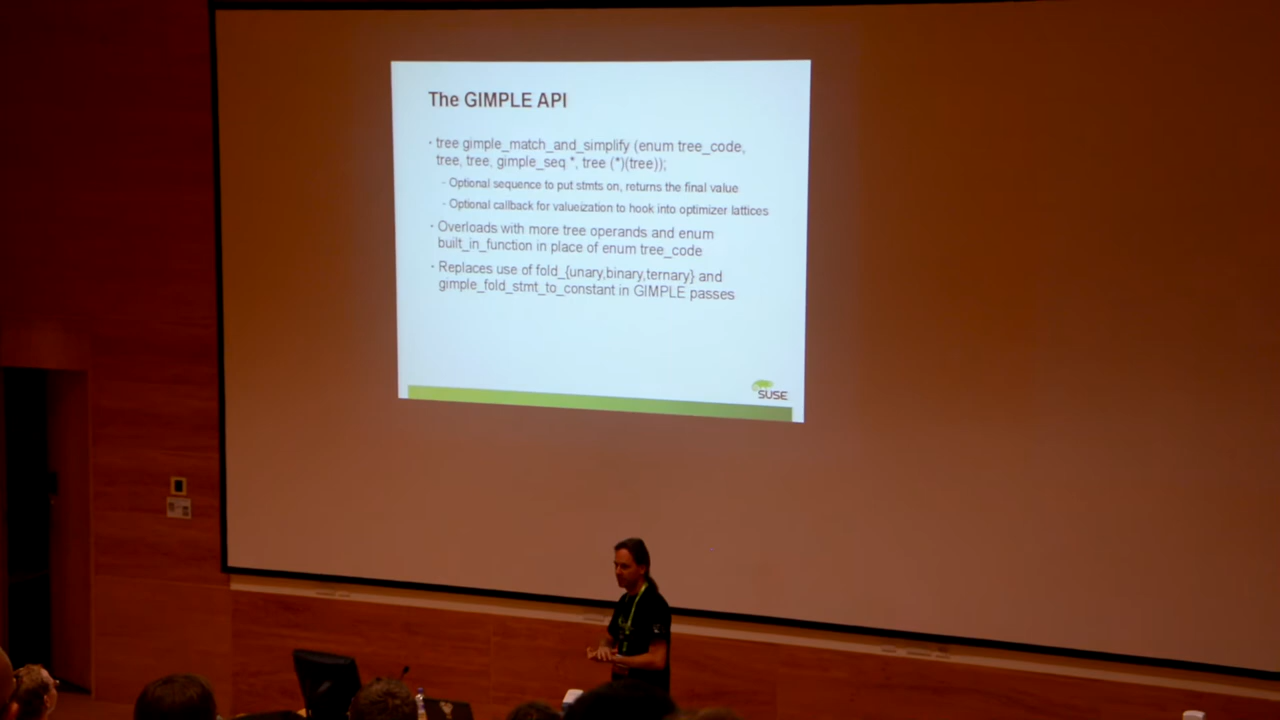 The GIMPLE API
· tree gimple_match_and_simplify (enum tree_code,
tree, tree, gimple_seq *, tree (*)(tree));
- Optional sequence to put stmts on, returns the final value
- Optional callback for valueization to hook into optimizer lattices
· Overloads with more tree operands and enum
built_in_function in place of enum tree_code
· Replaces use of fold_{unary,binary,ternary} and
gimple_fold_stmt_to_constant in GIMPLE passes
SUSE